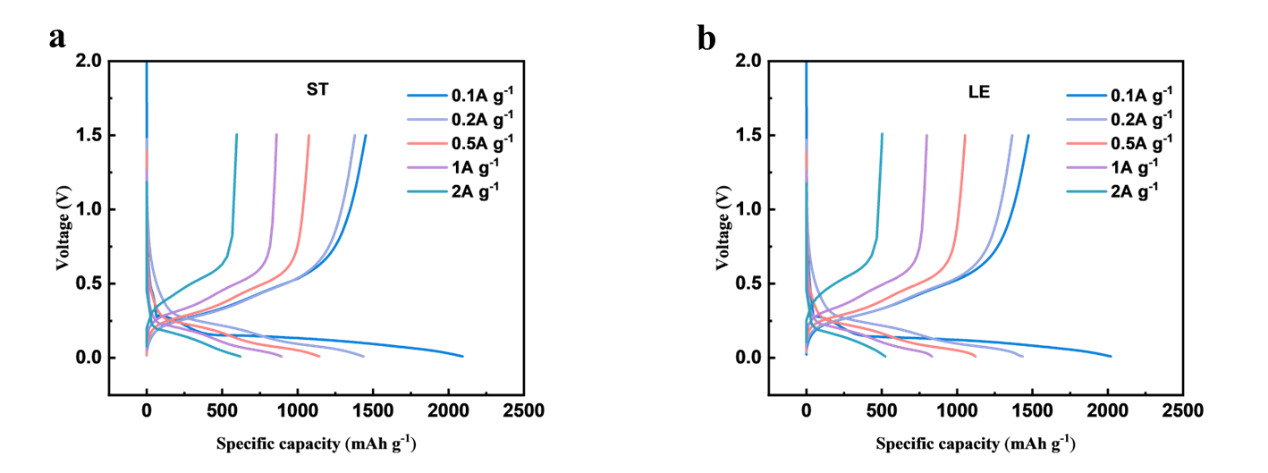 a
ST
0.1A g-1
0.2A g-1
0.5A g-1
1A g-1
2A g-1
2.0
1.5
1.0
0.5
0.0
Voltage (V)
0 500 1000 1500 2000 2500
Specific capacity (mAh g-1)
b
LE
0.1A g-1
0.2A g-1
0.5A g-1
1A g-1
2A g-1
2.0
1.5
1.0
0.5
0.0
Voltage (V)
0 500 1000 1500 2000 2500
Specific capacity (mAh g-1)